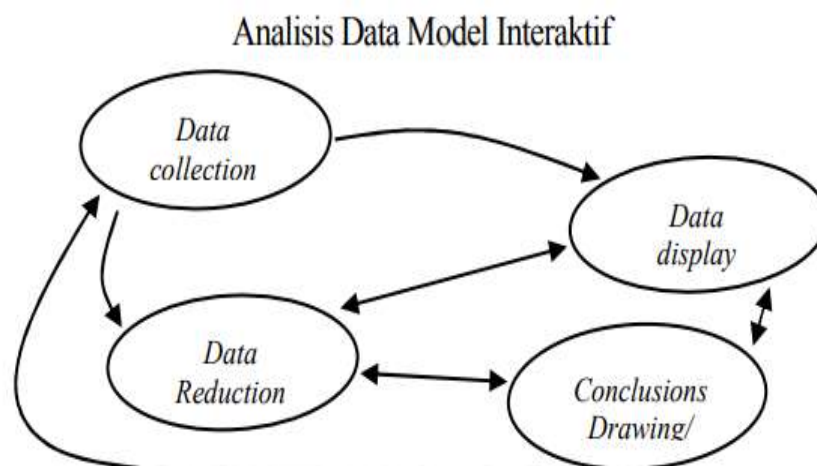 Analisis Data Model Interaktif
Data
collection
Data
display
Data
Reduction
Conclusions
Drawing/